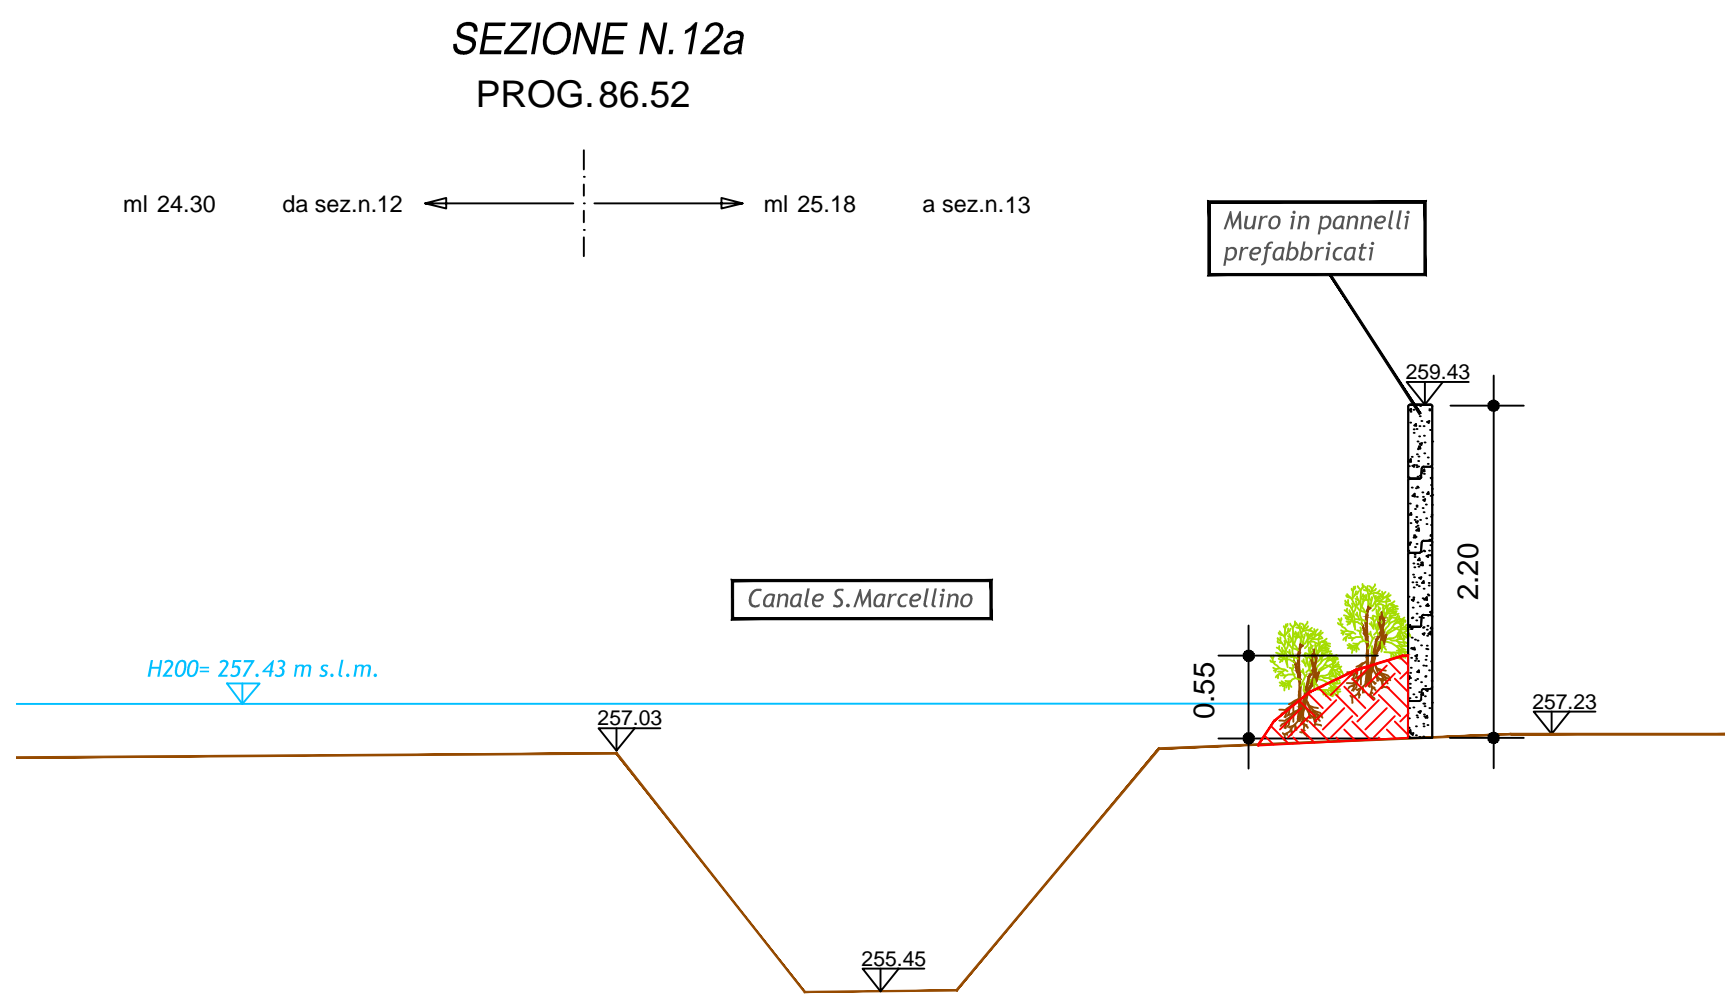 SEZIONE N.12a
PROG. 86.52
ml 24.30 da sez.n.12 ml 25.18 a sez.n.13
Muro in pannelli
prefabbricati
259.43
2.20
Canale S.Marcellino
H200= 257.43 m s.l.m.
0.55
257.03
257.23
255.45